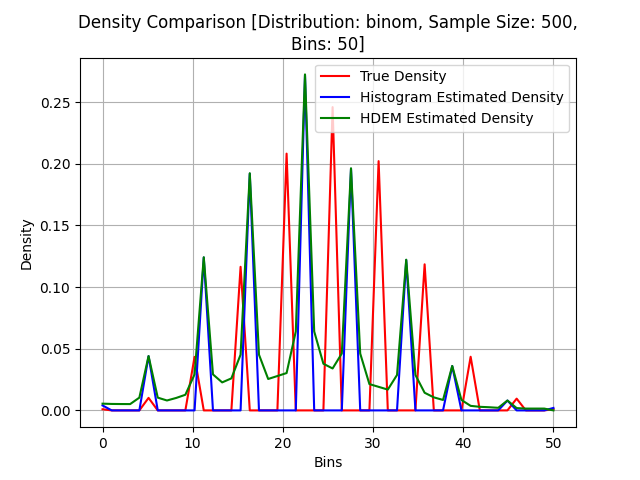 Density Comparison [Distribution: binom, Sample Size: 500,
Bins: 50]
True Density
Histogram Estimated Density
HDEM Estimated Density
Density
0.25
0.20
0.15
0.10
0.05
0.00
0 10 20 30 40 50
Bins